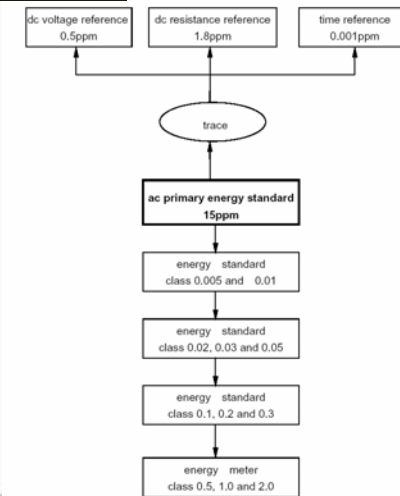 dc voltage reference
0.5ppm
dc resistance reference
1.8ppm
time reference
0.001ppm
trace
ac primary energy standard
15ppm
energy standard
class 0.005 and 0.01
energy standard
class 0.02, 0.03 and 0.05
energy standard
class 0.1, 0.2 and 0.3
energy meter
class 0.5, 1.0 and 2.0